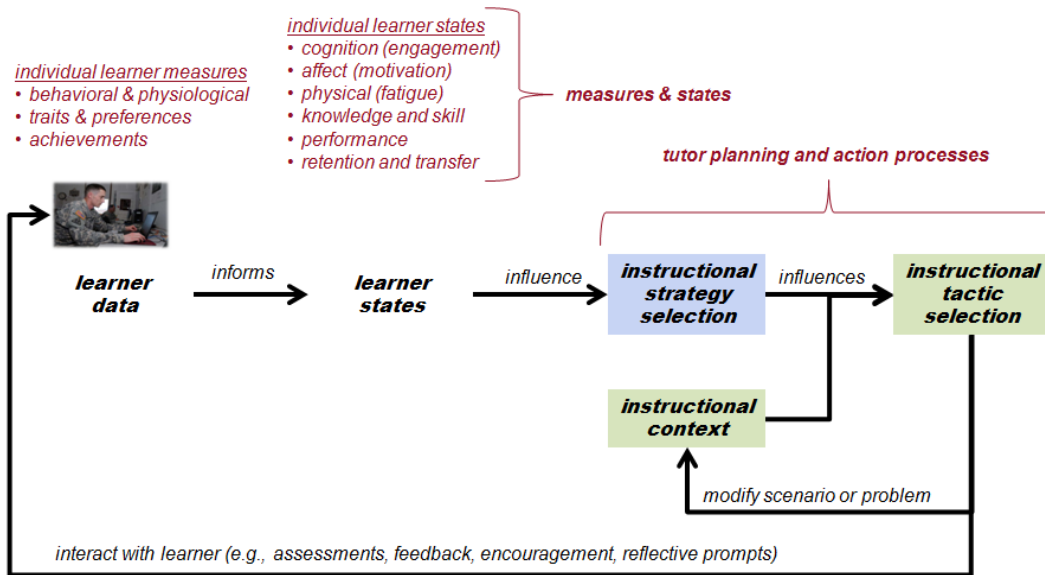 individual learner measures
• behavioral & physiological
• traits & preferences
• achievements
individual learner states
• cognition (engagement)
• affect (motivation)
• physical (fatigue)
• knowledge and skill
• performance
• retention and transfer
measures & states
tutor planning and action processes
learner
data
informs
learner
states
influence
instructional
strategy
selection
influences
instructional
tactic
selection
instructional
context
modify scenario or problem
interact with learner (e.g., assessments, feedback, encouragement, reflective prompts)